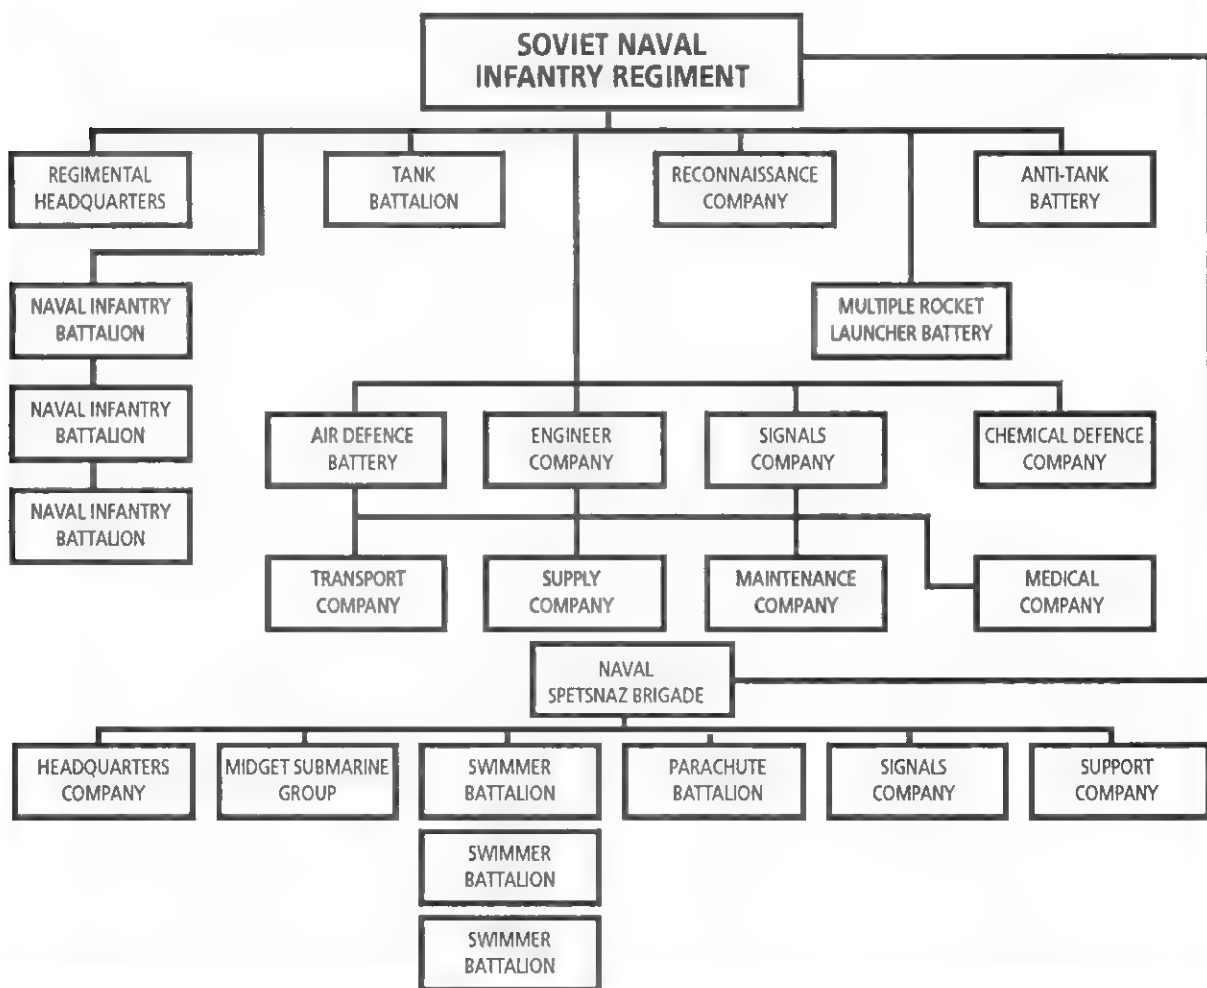 SOVIET NAVAL
INFANTRY REGIMENT
REGIMENTAL
HEADQUARTERS
TANK
BATTALION
RECONNAISSANCE
COMPANY
ANTI-TANK
BATTERY
NAVAL INFANTRY
BATTALION
MULTIPLE ROCKET
LAUNCHER BATTERY
NAVAL INFANTRY
BATTALION
AIR DEFENCE
BATTERY
ENGINEER
COMPANY
SIGNALS
COMPANY
CHEMICAL DEFENCE
COMPANY
NAVAL INFANTRY
BATTALION
TRANSPORT
COMPANY
SUPPLY
COMPANY
MAINTENANCE
COMPANY
MEDICAL
COMPANY
NAVAL
SPETSNAZ BRIGADE
HEADQUARTERS
COMPANY
MIDGET SUBMARINE
GROUP
SWIMMER
BATTALION
PARACHUTE
BATTALION
SIGNALS
COMPANY
SUPPORT
COMPANY
SWIMMER
BATTALION
SWIMMER
BATTALION